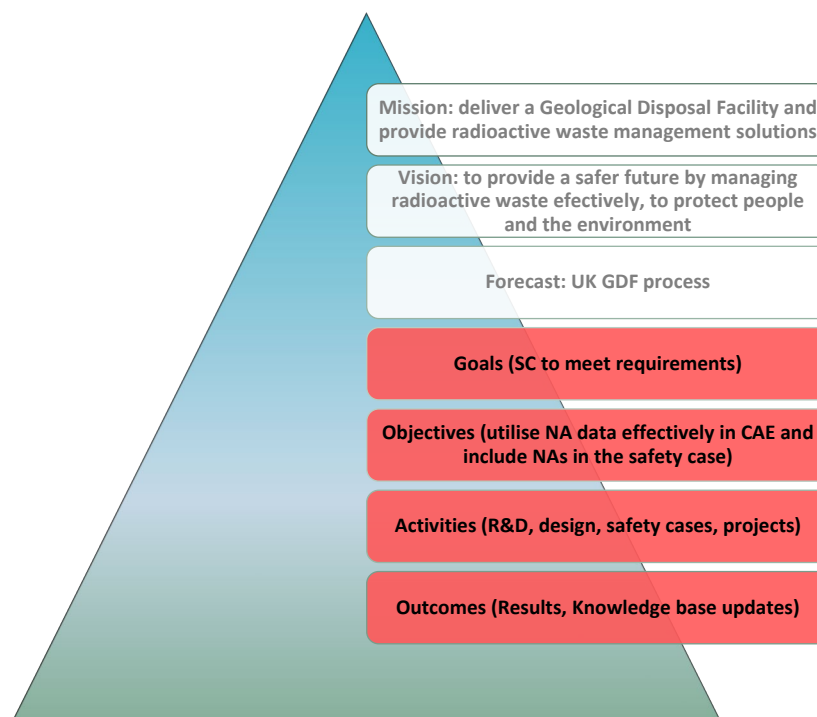 Mission: deliver a Geological Disposal Facility and
provide radioactive waste management solutions
Vision: to provide a safer future by managing
radioactive waste efectively, to protect people
and the environment
Forecast: UK GDF process
Goals (SC to meet requirements)
Objectives (utilise NA data effectively in CAE and
include NAs in the safety case)
Activities (R&D, design, safety cases, projects)
Outcomes (Results, Knowledge base updates)